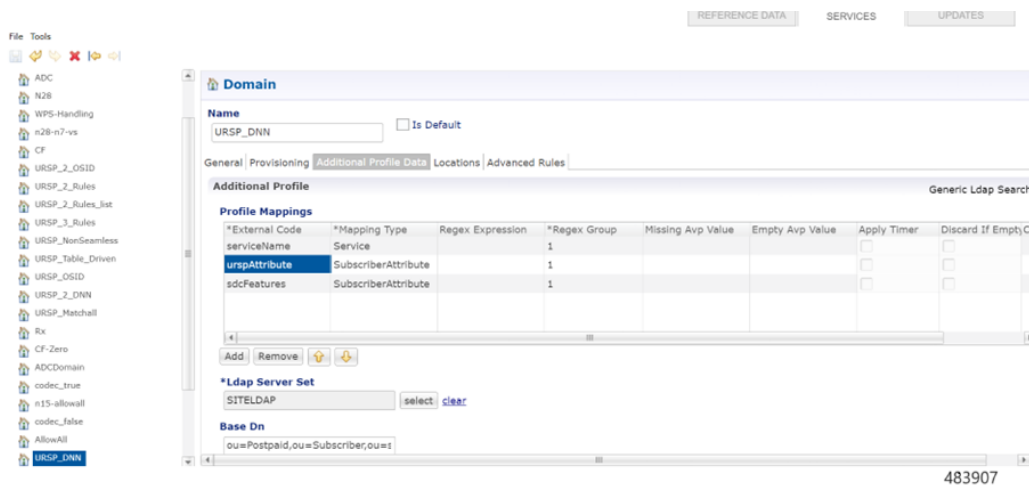 REFERENCE DATA SERVICES UPDATES
File Tools
ADC
N28
WPS-Handling
n28-n7-vs
CF
URSP_2_OSID
URSP_2_Rules
URSP_2_Rules_list
URSP_3_Rules
URSP_NonSeamless
URSP_Table_Driven
URSP_OSID
URSP_2_DNN
URSP_Matchall
Rx
CF-Zero
ADCDomain
codec_true
n15-allowall
codec_false
AllowAll
URSP_DNN
Domain
Name
URSP_DNN Is Default
General Provisioning Additional Profile Data Locations Advanced Rules
Additional Profile Generic Ldap Search
Profile Mappings
*External Code *Mapping Type Regex Expression *Regex Group Missing Avp Value Empty Avp Value Apply Timer Discard If Empty C
serviceName Service 1
urspAttribute SubscriberAttribute 1
sdcFeatures SubscriberAttribute 1
Add Remove
*Ldap Server Set
SITELDAP select clear
Base Dn
ou=Postpaid,ou=Subscriber,ou=s
483907